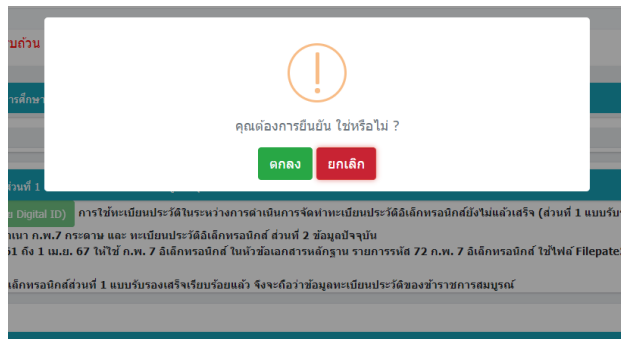 บถ้วน
ารศึกษา
คุณต้องการยืนยัน ใช่หรือไม่ ?
ตกลง ยกเลิก
ส่วนที่ 1
Digital ID) การใช้ทะเบียนประวัติในระหว่างการดำเนินการจัดทำทะเบียนประวัติอิเล็กทรอนิกส์ยังไม่แล้วเสร็จ (ส่วนที่ 1 แบบรับ
าเนา ก.พ.7 กระดาษ และ ทะเบียนประวัติอิเล็กทรอนิกส์ ส่วนที่ 2 ข้อมูลปัจจุบัน
61 ถึง 1 เม.ย. 67 ให้ใช้ ก.พ. 7 อิเล็กทรอนิกส์ ในหัวข้อเอกสารหลักฐาน รายการรหัส 72 ก.พ. 7 อิเล็กทรอนิกส์ ใช้ไฟล์ Filepate
เล็กทรอนิกส์ส่วนที่ 1 แบบรับรองเสร็จเรียบร้อยแล้ว จึงจะถือว่าข้อมูลทะเบียนประวัติของข้าราชการสมบูรณ์